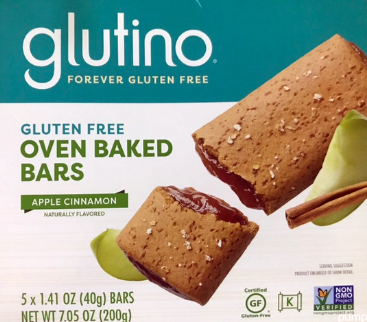 glutino
FOREVER GLUTEN FREE
GLUTEN FREE
OVEN BAKED
BARS
APPLE CINNAMON
NATURALLY FLAVORED
SERVING SUGGESTION
PRODUCT ENLARGED TO SHOW DETAIL
5 x 1.41 OZ (40g) BARS
NET WT 7.05 OZ (200g)
Certified
GF
Gluten-Free
K
NON
GMO
Project
VERIFIED
nongmoproject.org